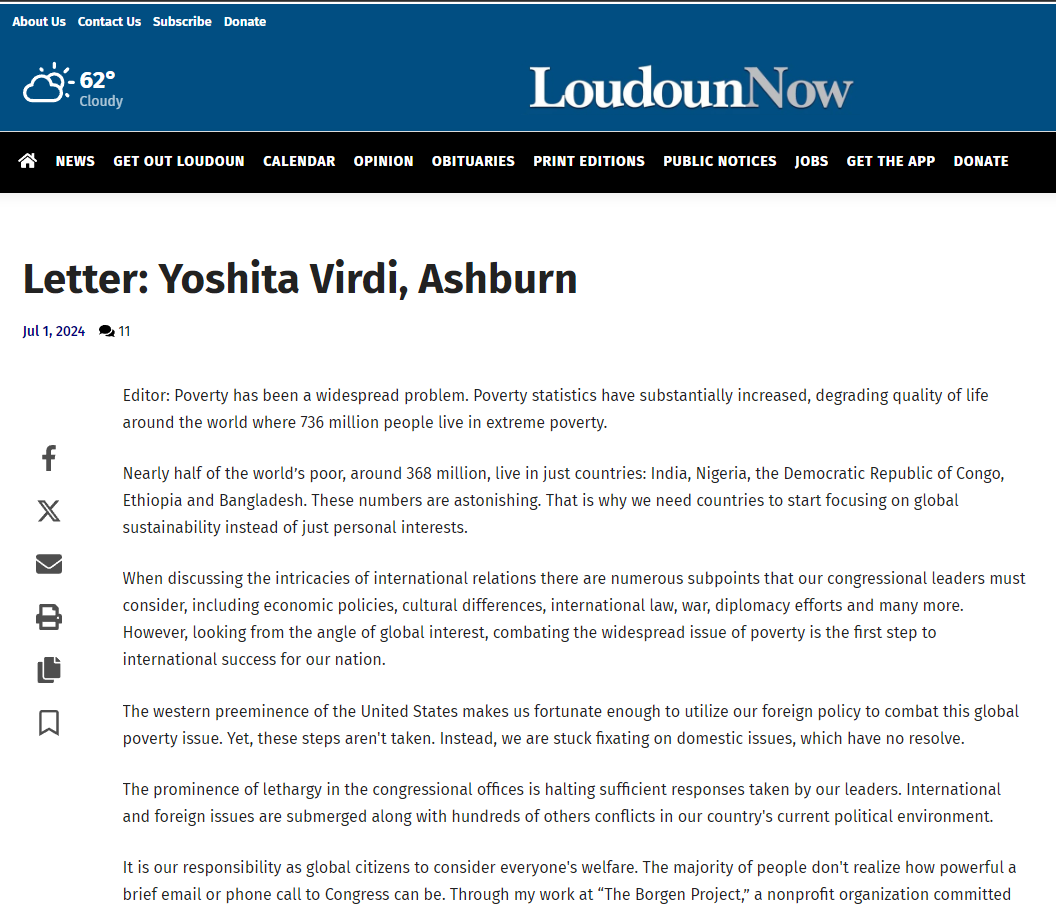 About Us Contact Us Subscribe Donate
62°
Cloudy
LoudounNow
NEWS GET OUT LOUDOUN CALENDAR OPINION OBITUARIES PRINT EDITIONS PUBLIC NOTICES JOBS GET THE APP DONATE
Letter: Yoshita Virdi, Ashburn
Jul 1, 2024 11
Editor: Poverty has been a widespread problem. Poverty statistics have substantially increased, degrading quality of life
around the world where 736 million people live in extreme poverty.
Nearly half of the world’s poor, around 368 million, live in just countries: India, Nigeria, the Democratic Republic of Congo,
Ethiopia and Bangladesh. These numbers are astonishing. That is why we need countries to start focusing on global
sustainability instead of just personal interests.
When discussing the intricacies of international relations there are numerous subpoints that our congressional leaders must
consider, including economic policies, cultural differences, international law, war, diplomacy efforts and many more.
However, looking from the angle of global interest, combating the widespread issue of poverty is the first step to
international success for our nation.
The western preeminence of the United States makes us fortunate enough to utilize our foreign policy to combat this global
poverty issue. Yet, these steps aren't taken. Instead, we are stuck fixating on domestic issues, which have no resolve.
The prominence of lethargy in the congressional offices is halting sufficient responses taken by our leaders. International
and foreign issues are submerged along with hundreds of others conflicts in our country's current political environment.
It is our responsibility as global citizens to consider everyone's welfare. The majority of people don't realize how powerful a
brief email or phone call to Congress can be. Through my work at “The Borgen Project,” a nonprofit organization committed